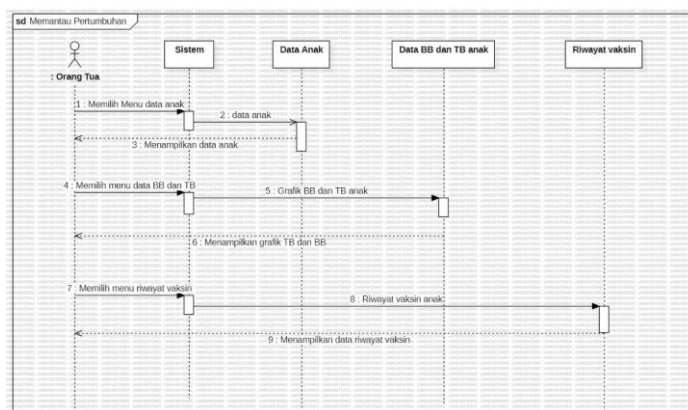 sd Memantau Pertumbuhan
Sistem
Data Anak
Data BB dan TB anak
Riwayat vaksin
: Orang Tua
1 : Memilih Menu data anak
2 : data anak
3 : Menampilkan data anak
4 : Memilih menu data BB dan TB
5 : Grafik BB dan TB anak
6 : Menampilkan grafik TB dan BB
7 : Memilih menu riwayat vaksin
8 : Riwayat vaksin anak
9 : Menampilkan data riwayat vaksin